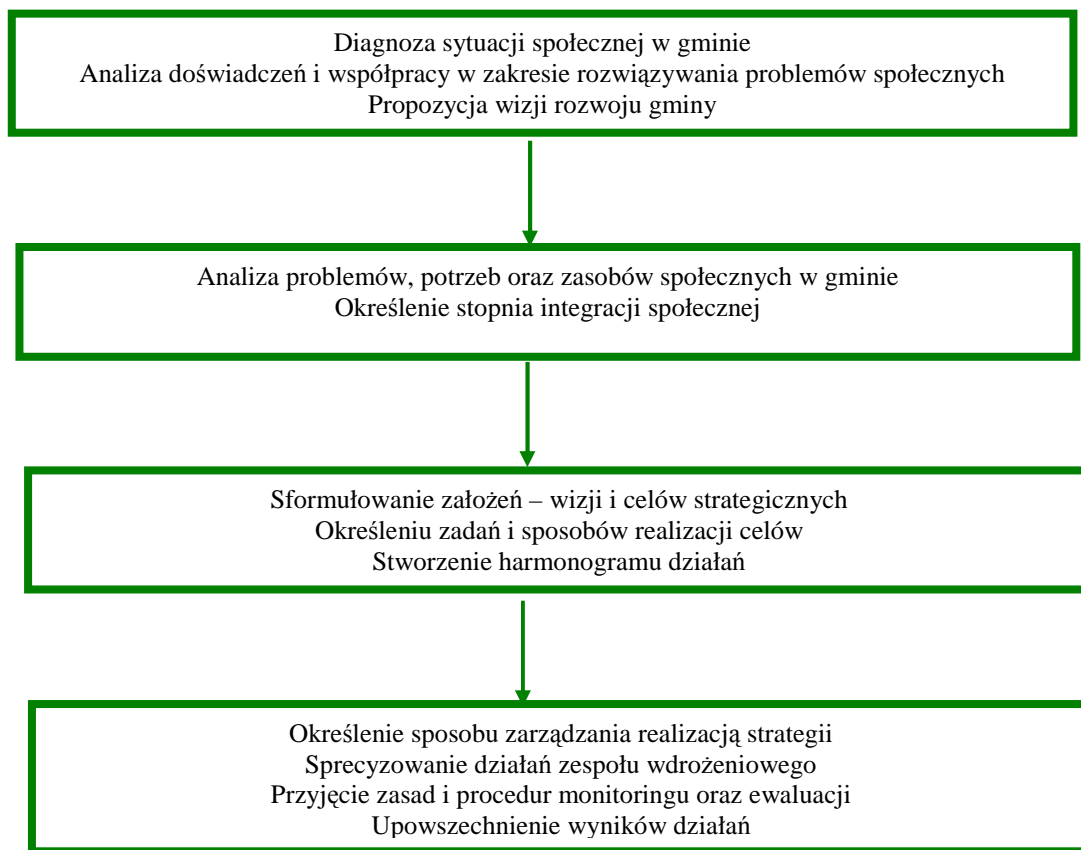 Diagnoza sytuacji społecznej w gminie
Analiza doświadczeń i współpracy w zakresie rozwiązywania problemów społecznych
Propozycja wizji rozwoju gminy
Analiza problemów, potrzeb oraz zasobów społecznych w gminie
Określenie stopnia integracji społecznej
Sformułowanie założeń – wizji i celów strategicznych
Określeniu zadań i sposobów realizacji celów
Stworzenie harmonogramu działań
Określenie sposobu zarządzania realizacją strategii
Sprecyzowanie działań zespołu wdrożeniowego
Przyjęcie zasad i procedur monitoringu oraz ewaluacji
Upowszechnienie wyników działań